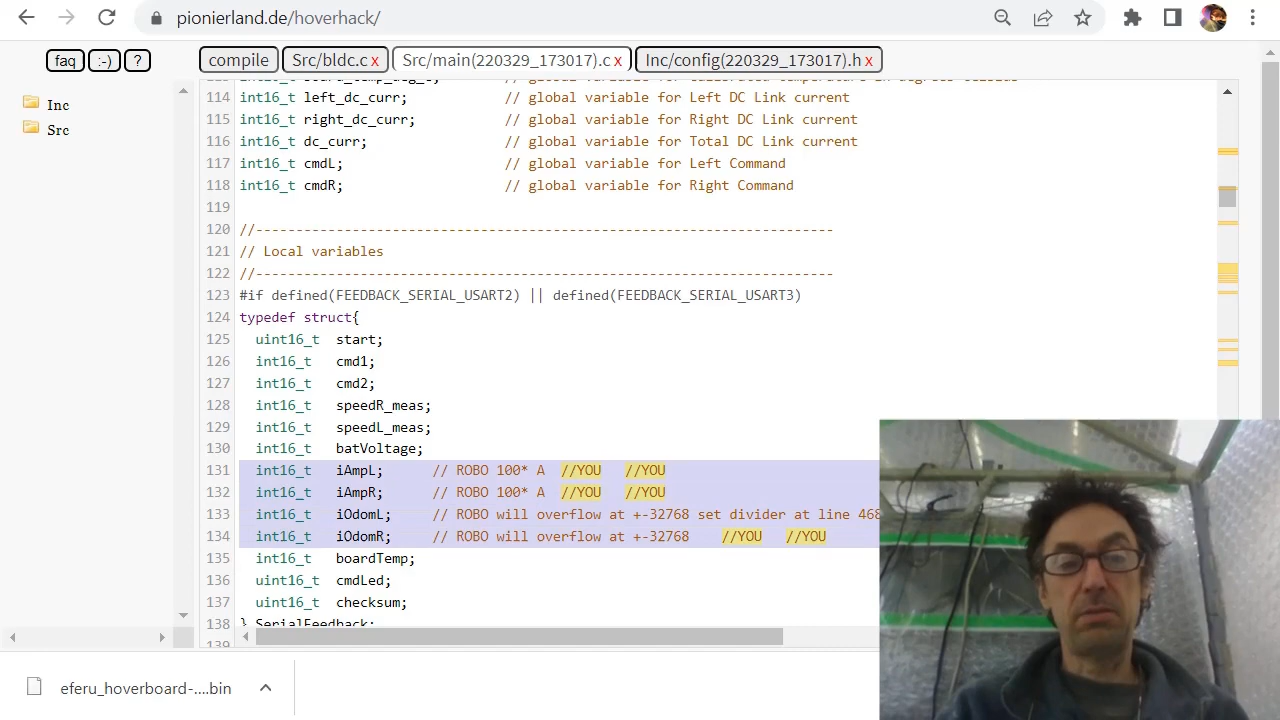 pionierland.de/hoverhack/
faq :-) ? compile Src/bldc.c x Src/main(220329_173017).c x Inc/config(220329_173017).h x
Inc
Src
114 int16_t left_dc_curr; // global variable for Left DC Link current
115 int16_t right_dc_curr; // global variable for Right DC Link current
116 int16_t dc_curr; // global variable for Total DC Link current
117 int16_t cmdL; // global variable for Left Command
118 int16_t cmdR; // global variable for Right Command
119
120 //------------------------------------------------------------------------
121 // Local variables
122 //------------------------------------------------------------------------
123 #if defined(FEEDBACK_SERIAL_USART2) || defined(FEEDBACK_SERIAL_USART3)
124 typedef struct{
125 uint16_t start;
126 int16_t cmd1;
127 int16_t cmd2;
128 int16_t speedR_meas;
129 int16_t speedL_meas;
130 int16_t batVoltage;
131 int16_t iAmpL; // ROBO 100* A //YOU //YOU
132 int16_t iAmpR; // ROBO 100* A //YOU //YOU
133 int16_t iOdomL; // ROBO will overflow at +-32768 set divider at line 468
134 int16_t iOdomR; // ROBO will overflow at +-32768 //YOU //YOU
135 int16_t boardTemp;
136 uint16_t cmdLed;
137 uint16_t checksum;
138 } SerialFeedback;
139
eferu_hoverboard-....bin